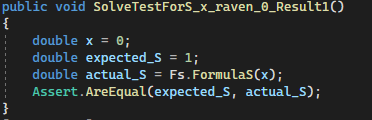 public void SolveTestForS_x_raven_0_Result1()
{
double x = 0;
double expected_S = 1;
double actual_S = Fs.FormulaS(x);
Assert.AreEqual(expected_S, actual_S);
}